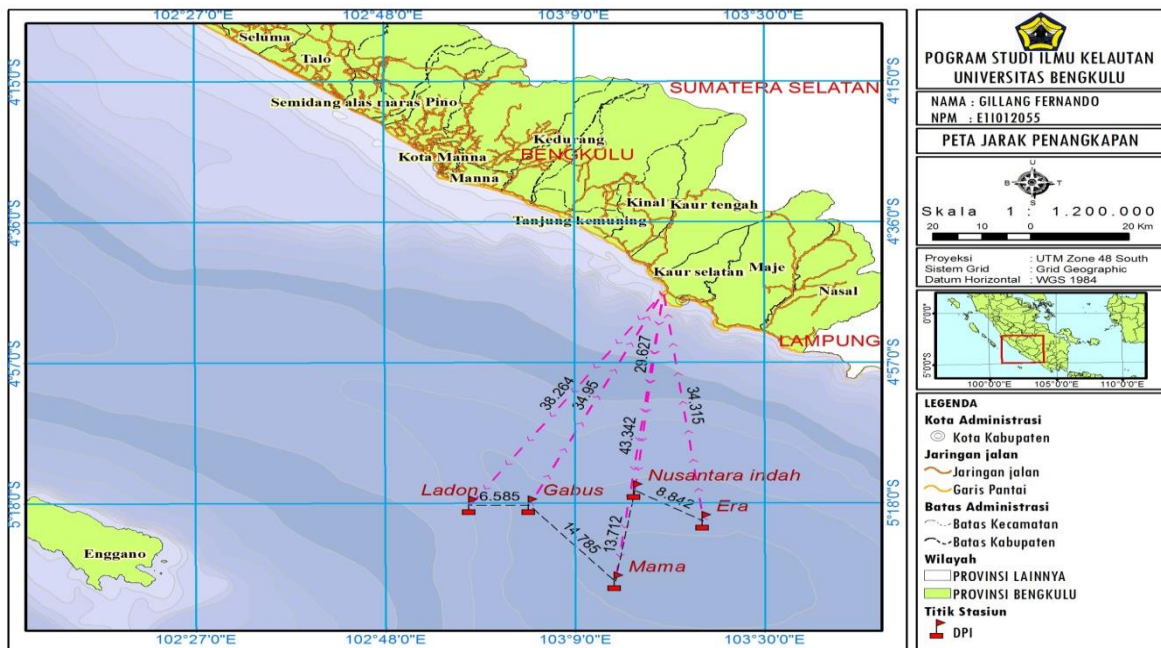 102°27'0"E 102°48'0"E 103°9'0"E 103°30'0"E
Seluma
Talo
4°15'0"S
SUMATERA SELATAN
4°15'0"S
Semidang alas maras
Pino
Kedurang
BENGKULU
Kota Manna
Manna
Kinal
Kaur tengah
Tanjung kemuning
4°36'0"S
4°36'0"S
Kaur selatan
Maje
Nasal
LAMPUNG
4°57'0"S
4°57'0"S
29.627
38.264
34.95
34.315
43.342
Nusantara indah
Ladon
6.585
Gabus
8.842
Era
5°18'0"S
5°18'0"S
14.785
13.712
Enggano
Mama
102°27'0"E 102°48'0"E 103°9'0"E 103°30'0"E
POGRAM STUDI ILMU KELAUTAN
UNIVERSITAS BENGKULU
NAMA : GILLANG FERNANDO
NPM : E1I012055
PETA JARAK PENANGKAPAN
U
B T
S
Skala 1 : 1.200.000
20 10 0 20 Km
Proyeksi : UTM Zone 48 South
Sistem Grid : Grid Geographic
Datum Horizontal : WGS 1984
0°0'0"
5°0'0"S
100°0'0"E 105°0'0"E 110°0'0"E
LEGENDA
Kota Administrasi
Kota Kabupaten
Jaringan jalan
Jaringan jalan
Garis Pantai
Batas Administrasi
Batas Kecamatan
Batas Kabupaten
Wilayah
PROVINSI LAINNYA
PROVINSI BENGKULU
Titik Stasiun
DPI